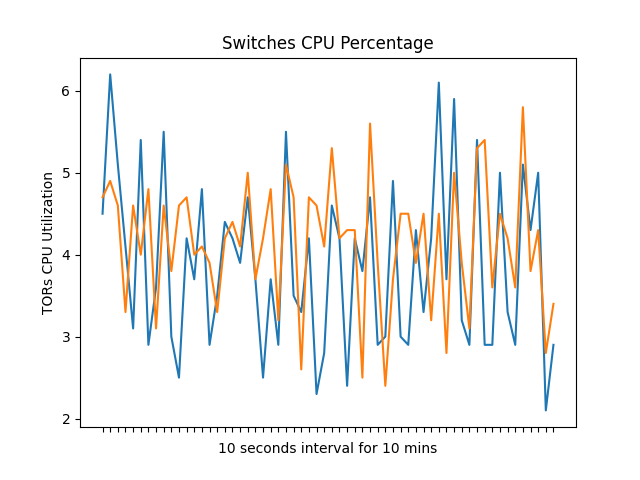 Switches CPU Percentage
TORs CPU Utilization
6
5
4
3
2
10 seconds interval for 10 mins